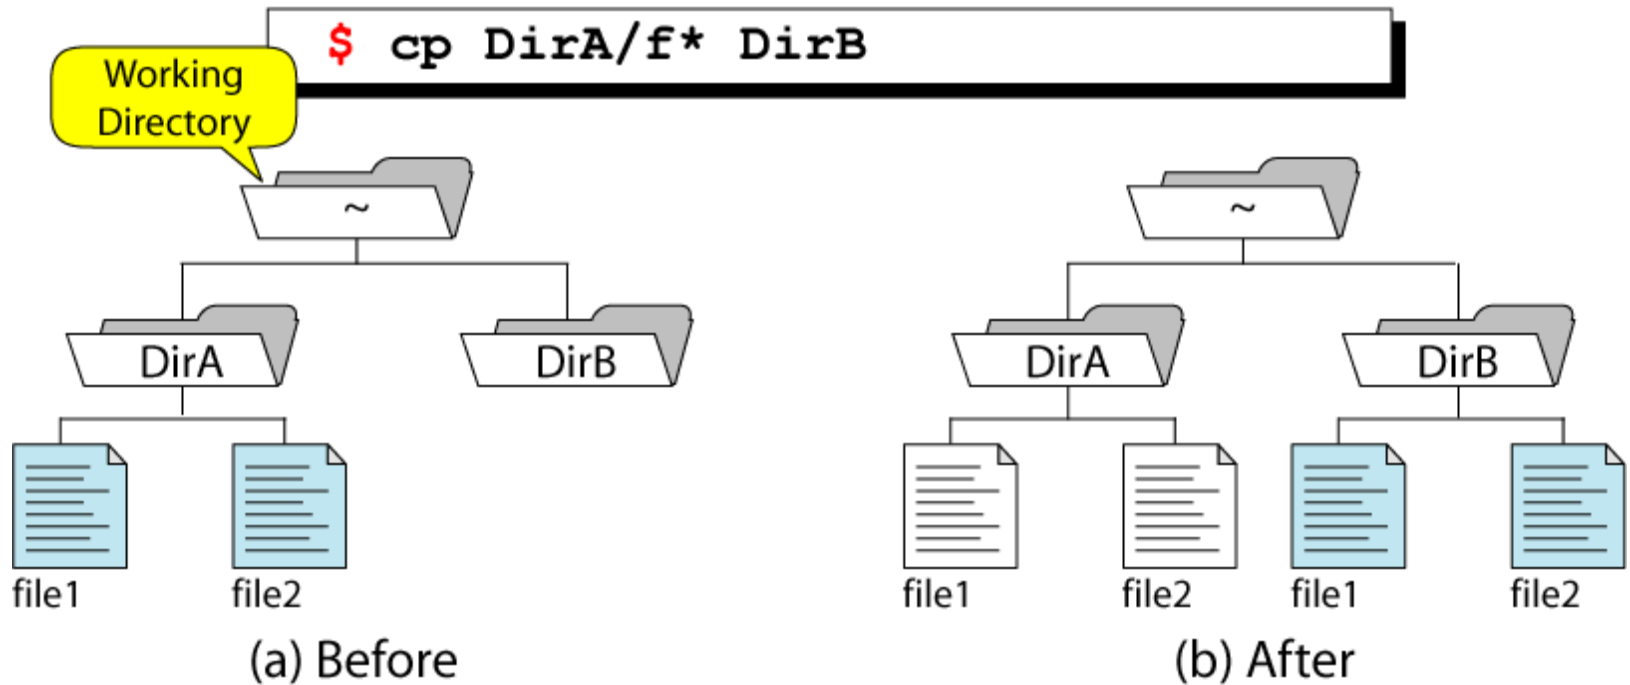 $ cp DirA/f* DirB
Working
Directory
~
~
DirA
DirB
DirA
DirB
file1
file2
file1
file2
file1
file2
(a) Before
(b) After